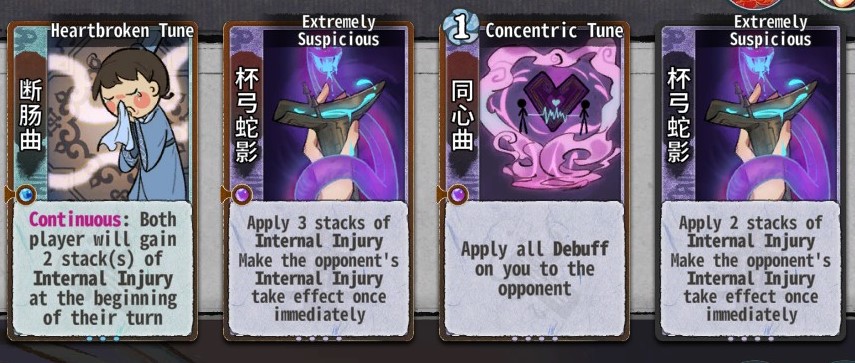 Heartbroken Tune
断肠曲
Continuous: Both
player will gain
2 stack(s) of
Internal Injury
at the beginning
of their turn
Extremely
Suspicious
杯弓蛇影
Apply 3 stacks of
Internal Injury
Make the opponent's
Internal Injury
take effect once
immediately
1
Concentric Tune
同心曲
Apply all Debuff
on you to the
opponent
Extremely
Suspicious
杯弓蛇影
Apply 2 stacks of
Internal Injury
Make the opponent's
Internal Injury
take effect once
immediately